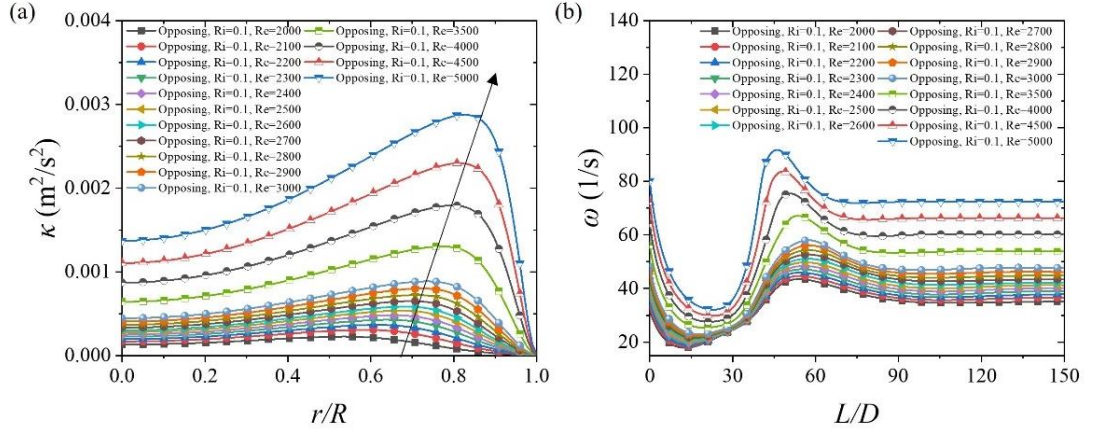 (a)
κ (m²/s²)
0.004
0.003
0.002
0.001
0.000
Opposing, Ri=0.1, Re=2000
Opposing, Ri=0.1, Re=2100
Opposing, Ri=0.1, Re=2200
Opposing, Ri=0.1, Re=2300
Opposing, Ri=0.1, Re=2400
Opposing, Ri=0.1, Re=2500
Opposing, Ri=0.1, Re=2600
Opposing, Ri=0.1, Re=2700
Opposing, Ri=0.1, Re=2800
Opposing, Ri=0.1, Re=2900
Opposing, Ri=0.1, Re=3000
Opposing, Ri=0.1, Re=3500
Opposing, Ri=0.1, Re=4000
Opposing, Ri=0.1, Re=4500
Opposing, Ri=0.1, Re=5000
0.0 0.2 0.4 0.6 0.8 1.0
r/R
(b)
ω (1/s)
140
120
100
80
60
40
20
Opposing, Ri=0.1, Re=2000
Opposing, Ri=0.1, Re=2100
Opposing, Ri=0.1, Re=2200
Opposing, Ri=0.1, Re=2300
Opposing, Ri=0.1, Re=2400
Opposing, Ri=0.1, Re=2500
Opposing, Ri=0.1, Re=2600
Opposing, Ri=0.1, Re=2700
Opposing, Ri=0.1, Re=2800
Opposing, Ri=0.1, Re=2900
Opposing, Ri=0.1, Re=3000
Opposing, Ri=0.1, Re=3500
Opposing, Ri=0.1, Re=4000
Opposing, Ri=0.1, Re=4500
Opposing, Ri=0.1, Re=5000
0 30 60 90 120 150
L/D